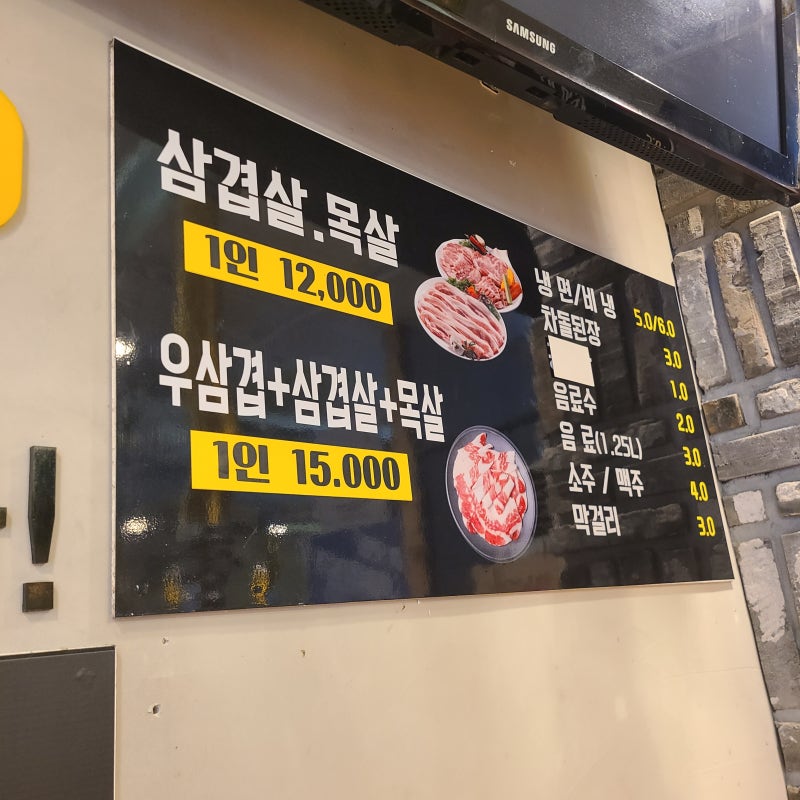 SAMSUNG
삼겹살.목살
1인 12,000
우삼겹+삼겹살+목살
1인 15.000
냉 면/비 냉 5.0/6.0
차돌된장 3.0
1.0
음료수 2.0
음 료(1.25L) 3.0
소주 / 맥주 4.0
막걸리 3.0
!